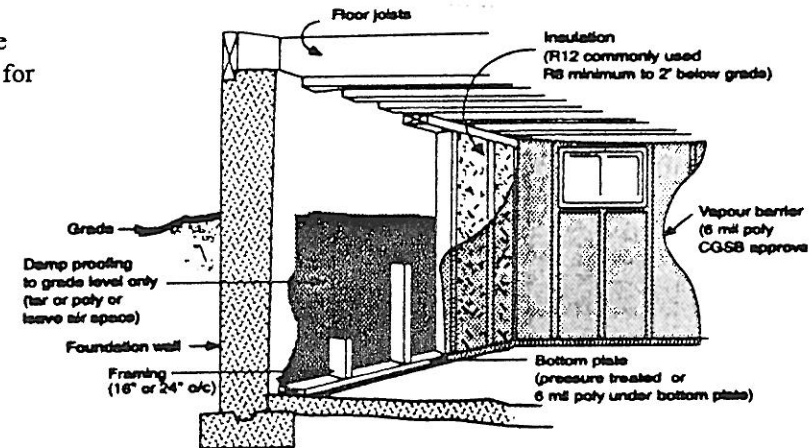 e
for
Floor joists
Insulation
(R12 commonly used
R8 minimum to 2' below grade)
Grade
Vapour barrier
(6 mil poly
CGSB approve
Damp proofing
to grade level only
(tar or poly or
leave air space)
Foundation wall
Framing
(16" or 24" o/c)
Bottom plate
(pressure treated or
6 mil poly under bottom plate)